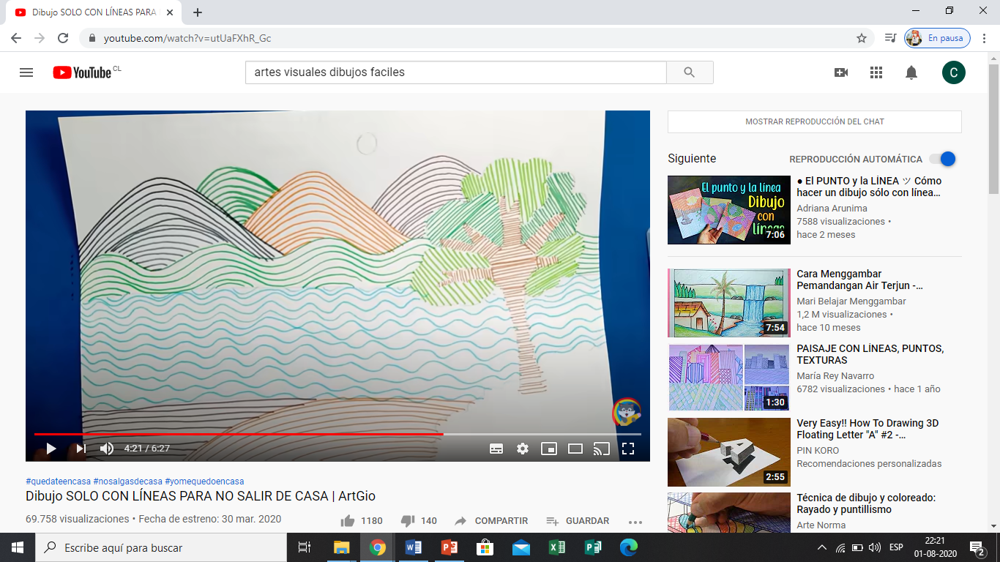 Dibujo SOLO CON LÍNEAS PARA
youtube.com/watch?v=utUaFXhR_Gc
En pausa
YouTube CL
artes visuales dibujos faciles
C
MOSTRAR REPRODUCCIÓN DEL CHAT
Siguiente
REPRODUCCIÓN AUTOMÁTICA
El punto y la línea
Dibujo
con
líneas
7:06
● El PUNTO y la LÍNEA ツ Cómo
hacer un dibujo sólo con línea...
Adriana Arunima
7588 visualizaciones •
hace 2 meses
7:54
Cara Menggambar
Pemandangan Air Terjun -...
Mari Belajar Menggambar
1,2 M visualizaciones •
hace 10 meses
1:30
PAISAJE CON LÍNEAS, PUNTOS,
TEXTURAS
María Rey Navarro
6782 visualizaciones • hace 1 año
A
2:55
Very Easy!! How To Drawing 3D
Floating Letter "A" #2 -...
PIN KORO
Recomendaciones personalizadas
Técnica de dibujo y coloreado:
Rayado y puntillismo
Arte Norma
4:21 / 6:27
#quedateencasa #nosalgasdecasa #yomequedoencasa
Dibujo SOLO CON LÍNEAS PARA NO SALIR DE CASA | ArtGio
69.758 visualizaciones • Fecha de estreno: 30 mar. 2020
1180
140
COMPARTIR
GUARDAR
Escribe aquí para buscar
ESP
22:21
01-08-2020
2